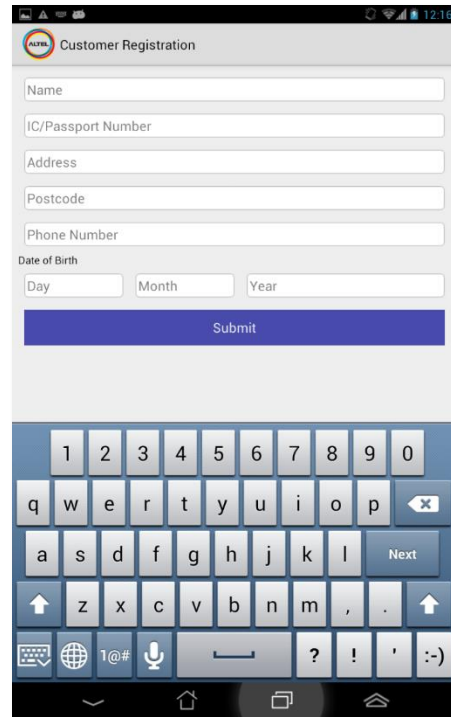 12:16
ALTEL Customer Registration
Name
IC/Passport Number
Address
Postcode
Phone Number
Date of Birth
Day Month Year
Submit
1 2 3 4 5 6 7 8 9 0
q w e r t y u i o p
a s d f g h j k l Next
z x c v b n m , .
1@# ? ! ' :-)